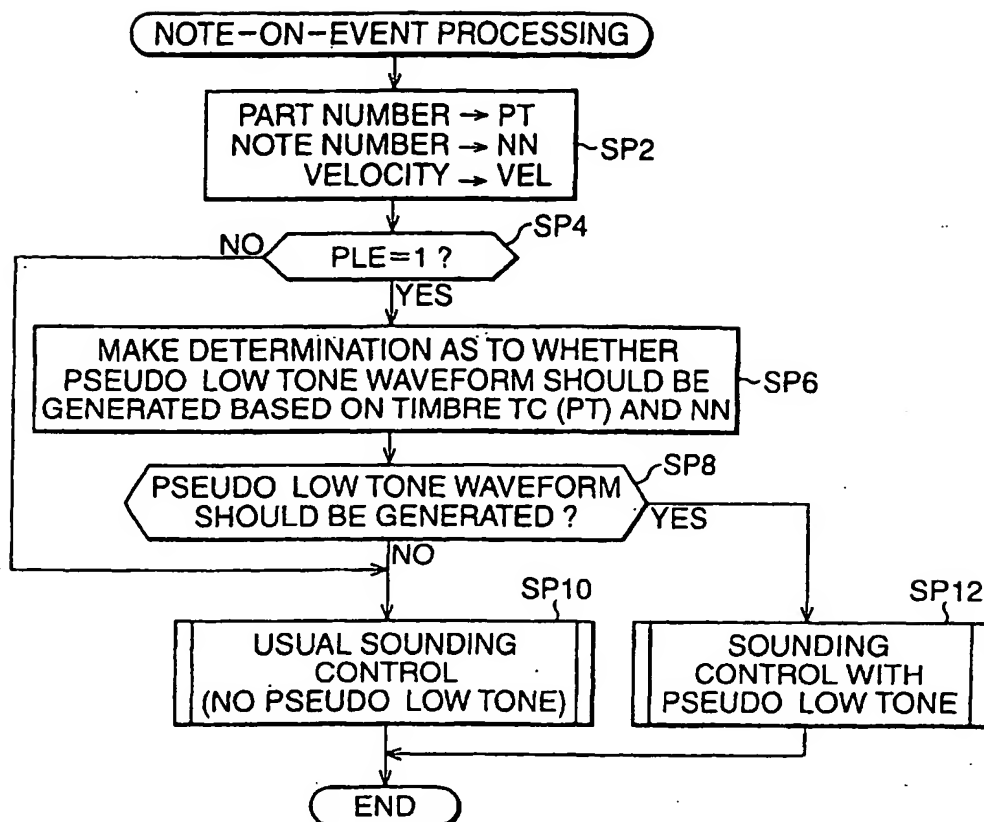 NOTE-ON-EVENT PROCESSING
PART NUMBER → PT
NOTE NUMBER → NN
VELOCITY → VEL
SP2
SP4
NO
PLE=1 ?
YES
MAKE DETERMINATION AS TO WHETHER
PSEUDO LOW TONE WAVEFORM SHOULD BE
GENERATED BASED ON TIMBRE TC (PT) AND NN
SP6
SP8
PSEUDO LOW TONE WAVEFORM
SHOULD BE GENERATED ?
YES
NO
SP10
USUAL SOUNDING
CONTROL
(NO PSEUDO LOW TONE)
SP12
SOUNDING
CONTROL WITH
PSEUDO LOW TONE
END